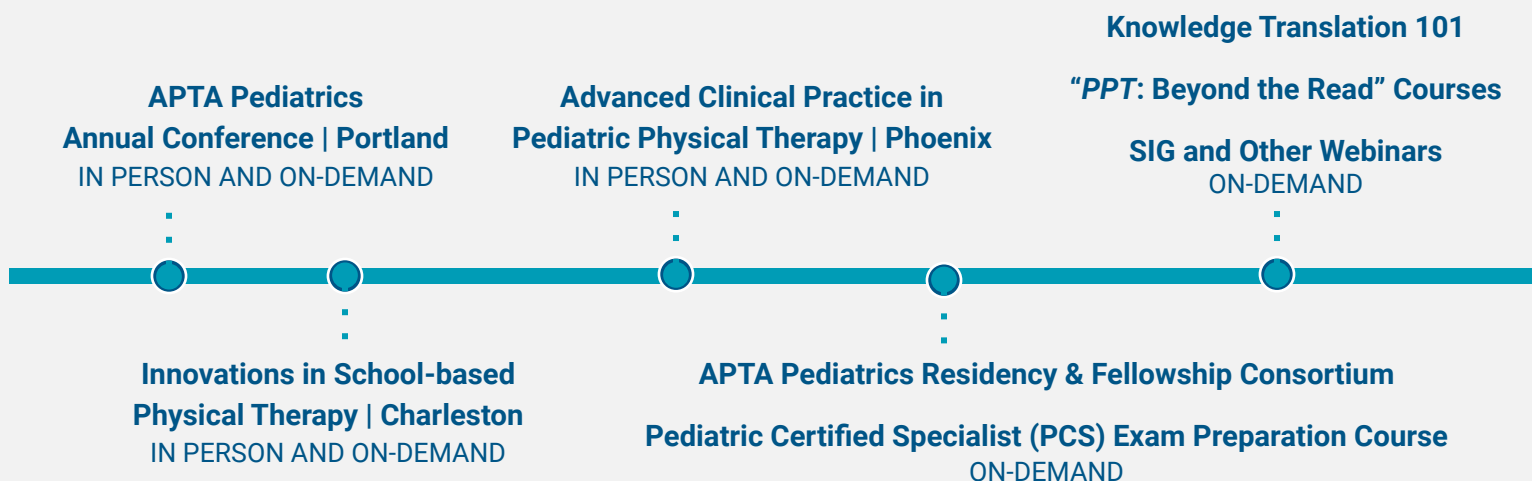 APTA Pediatrics
Annual Conference | Portland
IN PERSON AND ON-DEMAND
Innovations in School-based
Physical Therapy | Charleston
IN PERSON AND ON-DEMAND
Advanced Clinical Practice in
Pediatric Physical Therapy | Phoenix
IN PERSON AND ON-DEMAND
APTA Pediatrics Residency & Fellowship Consortium
Pediatric Certified Specialist (PCS) Exam Preparation Course
ON-DEMAND
Knowledge Translation 101
“PPT: Beyond the Read” Courses
SIG and Other Webinars
ON-DEMAND